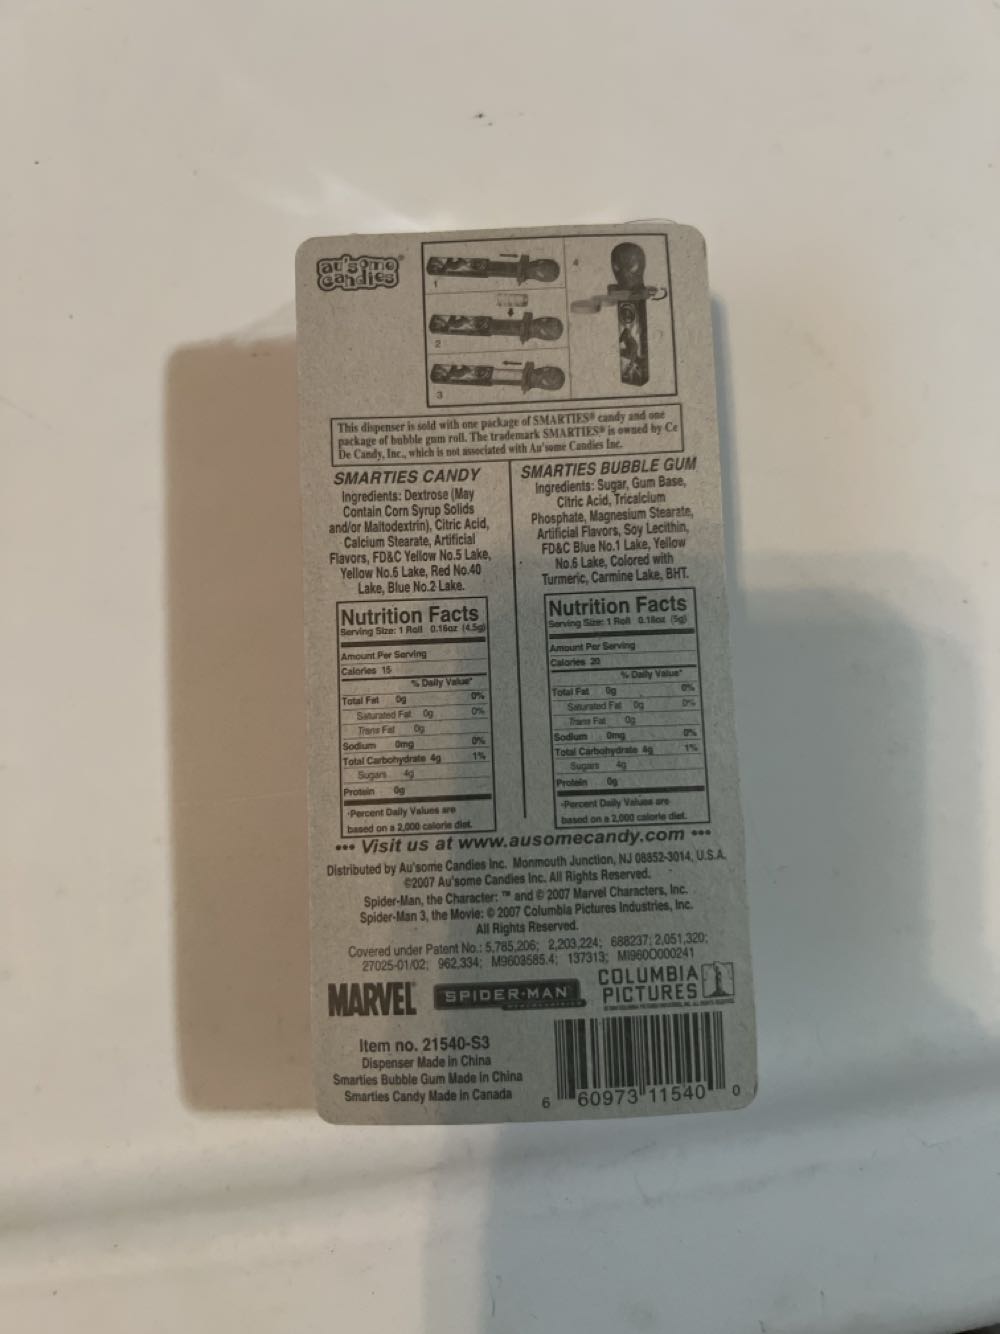 au'some®
candies
1
2
3
4
This dispenser is sold with one package of SMARTIES® candy and one
package of bubble gum roll. The trademark SMARTIES® is owned by Ce
De Candy, Inc., which is not associated with Au'some Candies Inc.
SMARTIES CANDY
Ingredients: Dextrose (May
Contain Corn Syrup Solids
and/or Maltodextrin), Citric Acid,
Calcium Stearate, Artificial
Flavors, FD&C Yellow No.5 Lake,
Yellow No.6 Lake, Red No.40
Lake, Blue No.2 Lake.
Nutrition Facts
Serving Size: 1 Roll 0.16oz (4.5g)
Amount Per Serving
Calories 15
% Daily Value*
Total Fat 0g 0%
Saturated Fat 0g 0%
Trans Fat 0g
Sodium 0mg 0%
Total Carbohydrate 4g 1%
Sugars 4g
Protein 0g
*Percent Daily Values are
based on a 2,000 calorie diet.
SMARTIES BUBBLE GUM
Ingredients: Sugar, Gum Base,
Citric Acid, Tricalcium
Phosphate, Magnesium Stearate,
Artificial Flavors, Soy Lecithin,
FD&C Blue No.1 Lake, Yellow
No.6 Lake, Colored with
Turmeric, Carmine Lake, BHT.
Nutrition Facts
Serving Size: 1 Roll 0.18oz (5g)
Amount Per Serving
Calories 20
% Daily Value*
Total Fat 0g 0%
Saturated Fat 0g 0%
Trans Fat 0g
Sodium 0mg 0%
Total Carbohydrate 4g 1%
Sugars 4g
Protein 0g
*Percent Daily Values are
based on a 2,000 calorie diet.
••• Visit us at www.ausomecandy.com •••
Distributed by Au'some Candies Inc. Monmouth Junction, NJ 08852-3014, U.S.A.
©2007 Au'some Candies Inc. All Rights Reserved.
Spider-Man, the Character: ™ and © 2007 Marvel Characters, Inc.
Spider-Man 3, the Movie: © 2007 Columbia Pictures Industries, Inc.
All Rights Reserved.
Covered under Patent No.: 5,785,206; 2,203,224; 688237; 2,051,320;
27025-01/02; 962,334; M9603585.4; 137313; MI9600000241
MARVEL
SPIDER-MAN
COLUMBIA
PICTURES
Item no. 21540-S3
Dispenser Made in China
Smarties Bubble Gum Made in China
Smarties Candy Made in Canada
6 60973 11540 0